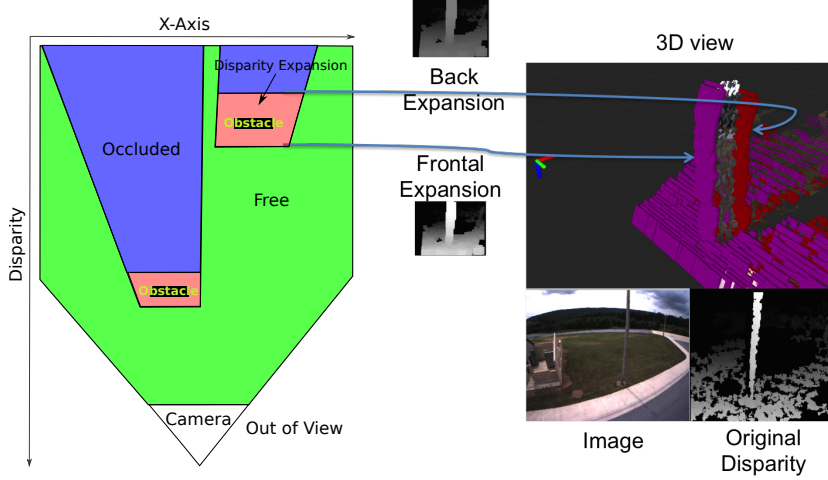 X-Axis
Disparity
Disparity Expansion
Obstacle
Occluded
Free
Obstacle
Camera
Out of View
Back
Expansion
Frontal
Expansion
3D view
Image
Original
Disparity